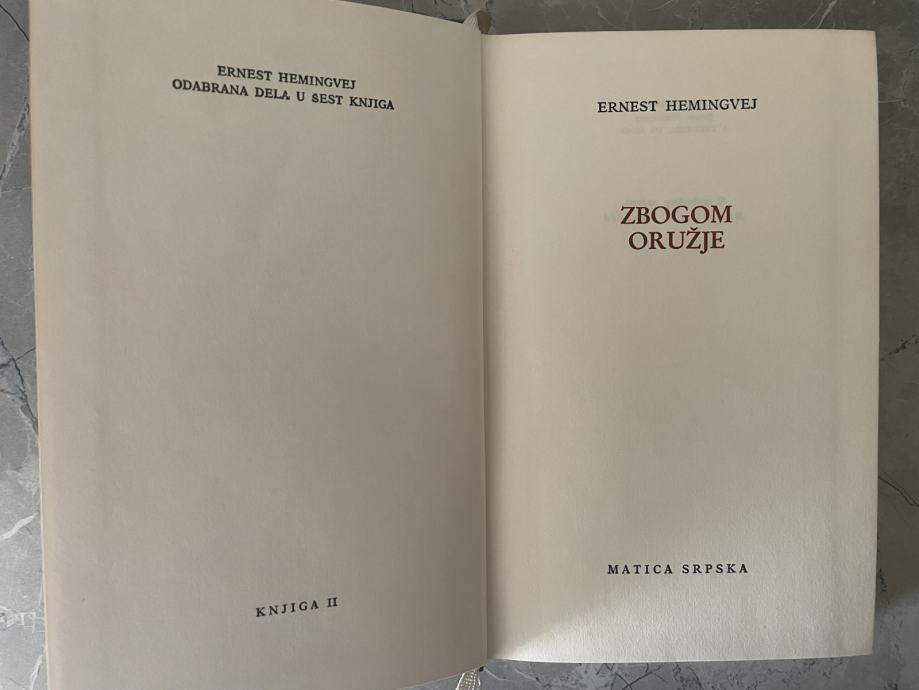 ERNEST HEMINGVEJ
ODABRANA DELA U ŠEST KNJIGA
KNJIGA II
ERNEST HEMINGVEJ
ZBOGOM
ORUŽJE
MATICA SRPSKA